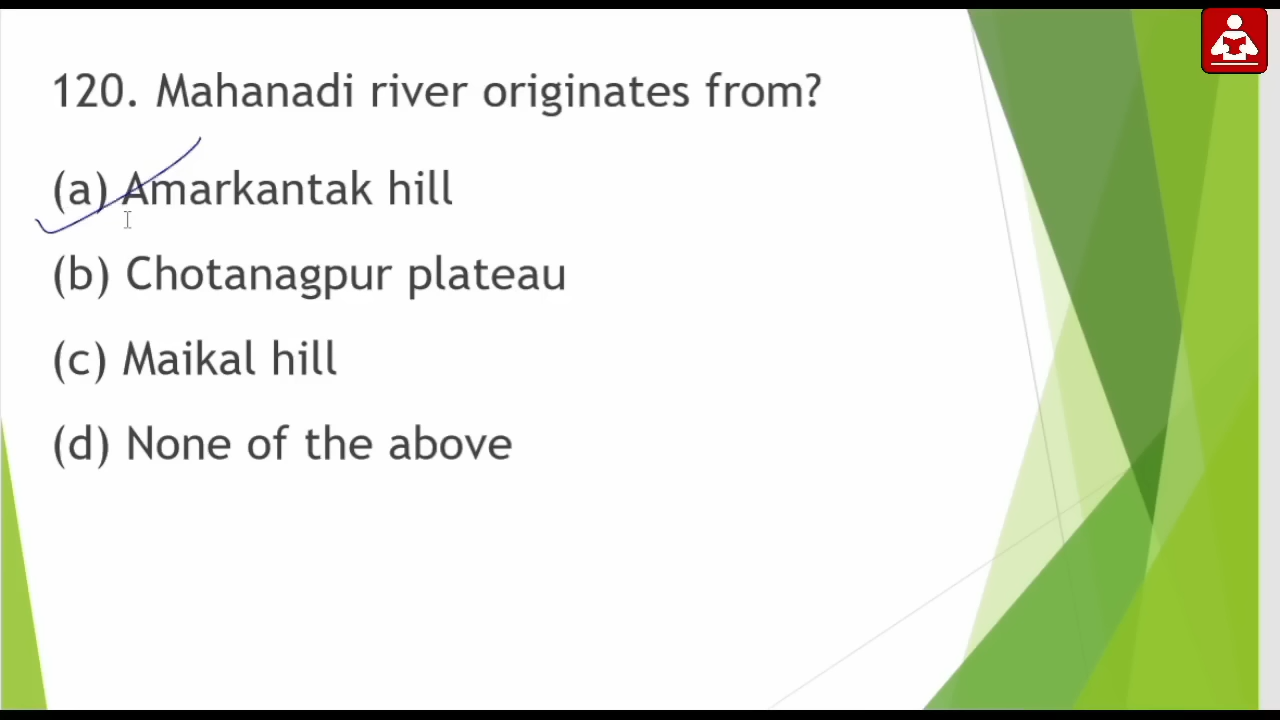 120. Mahanadi river originates from?
(a) Amarkantak hill
(b) Chotanagpur plateau
(c) Maikal hill
(d) None of the above